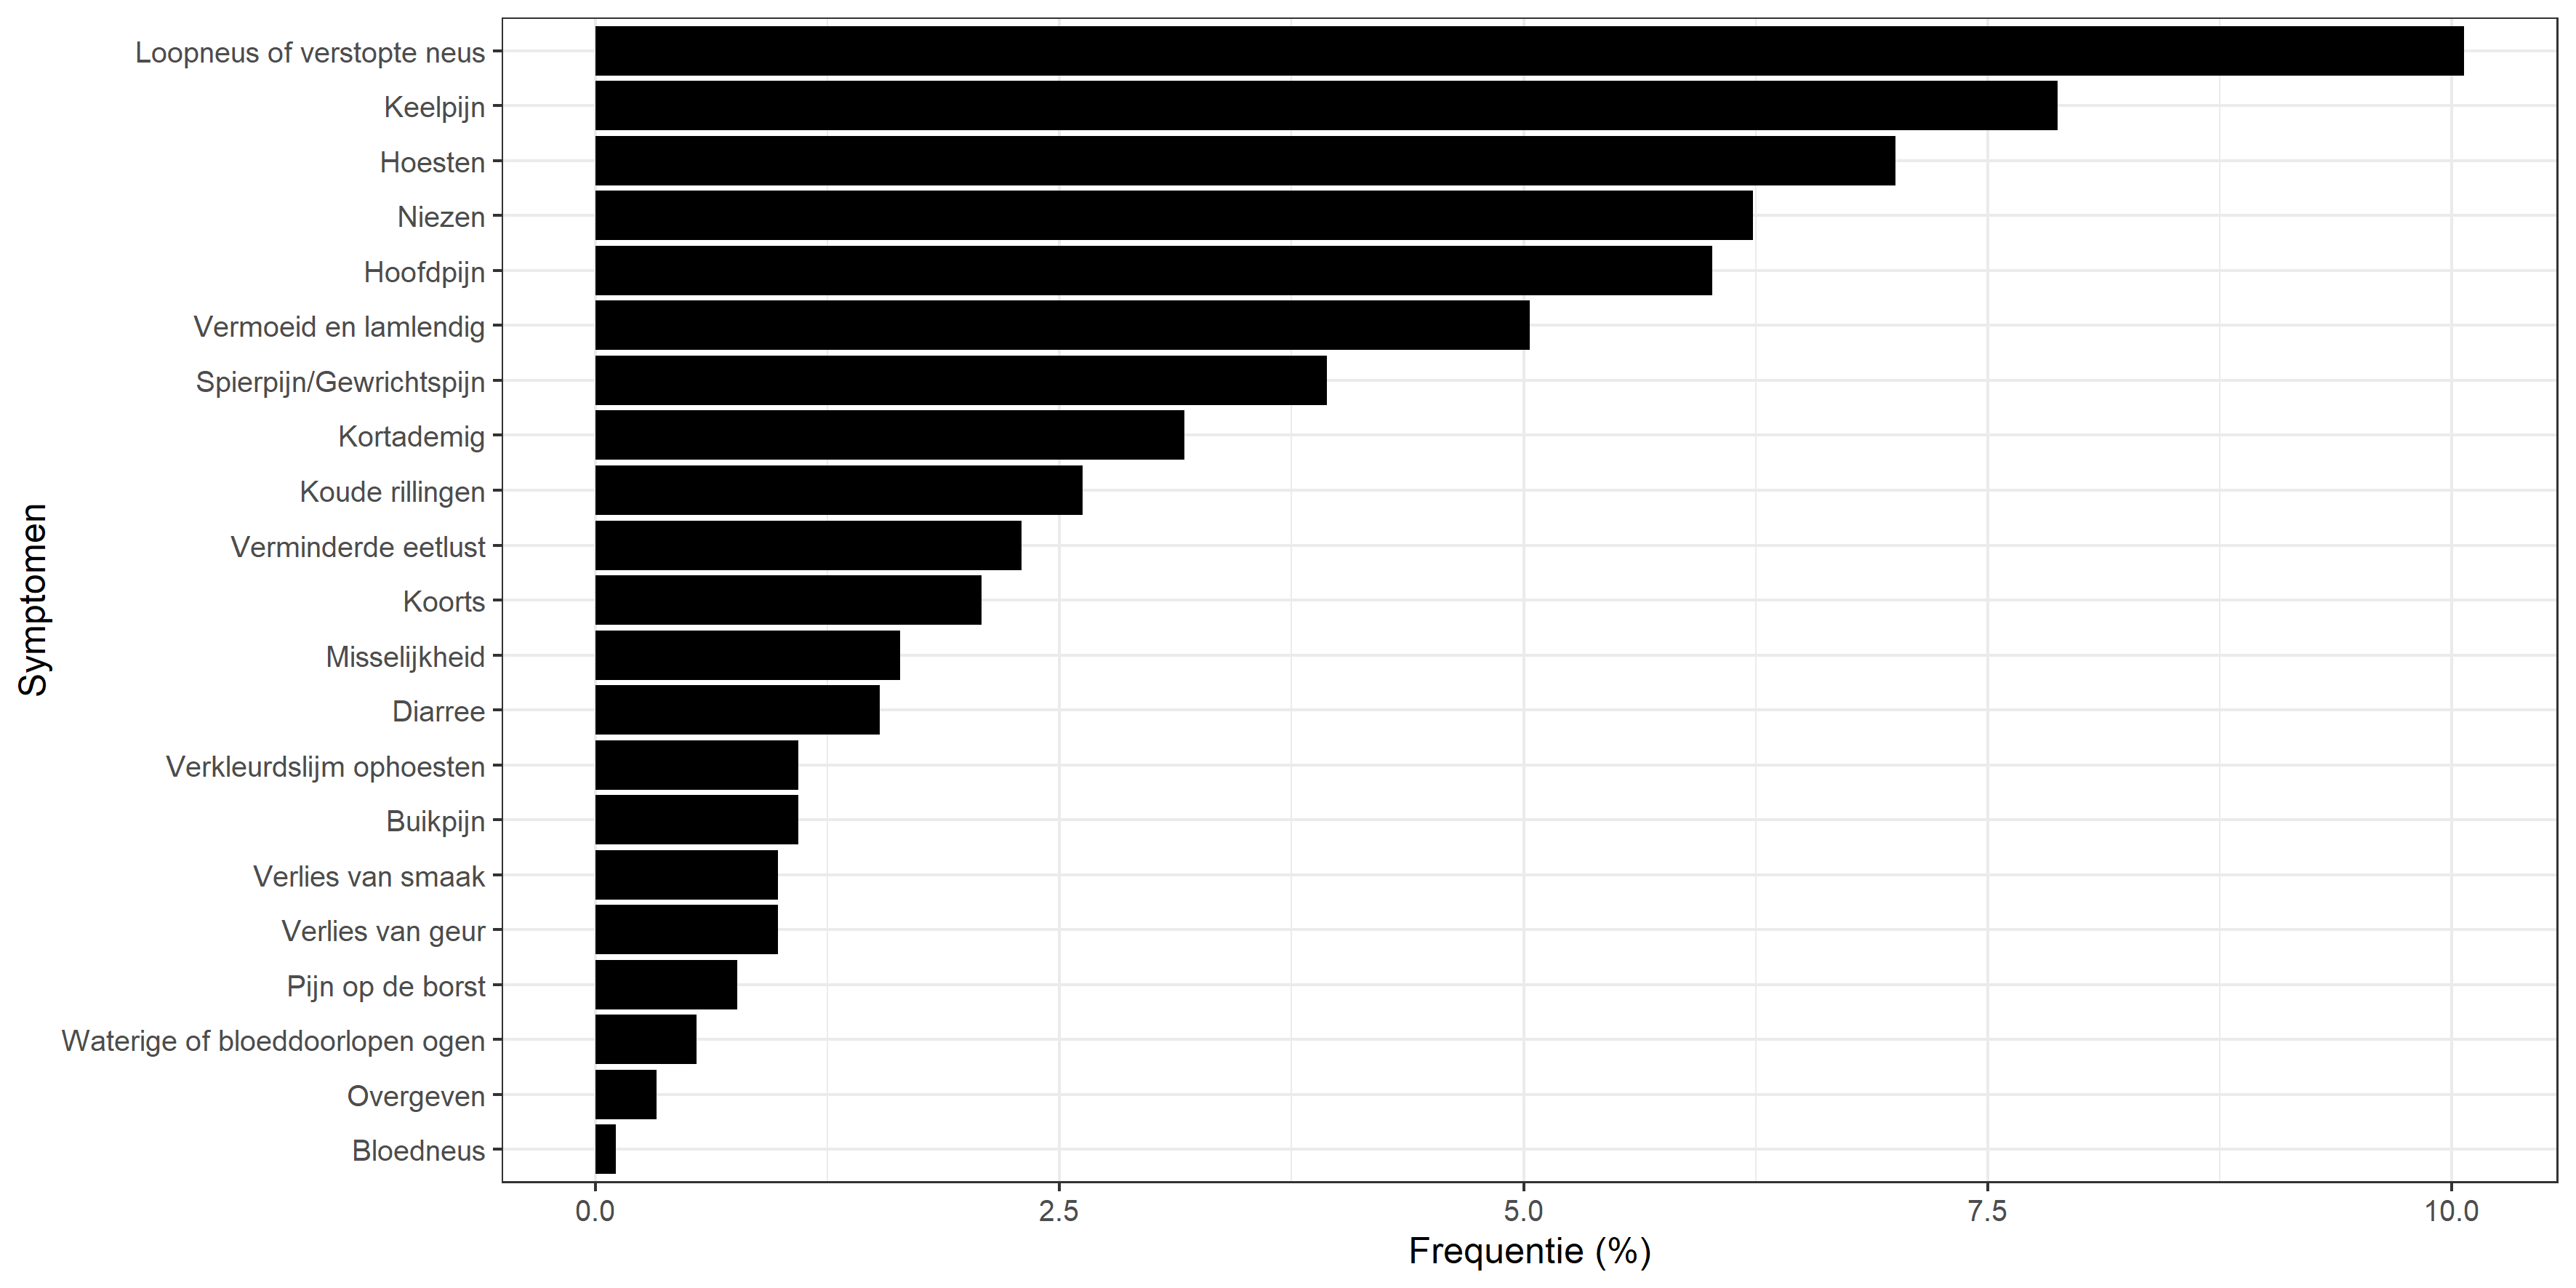 Symptomen
Loopneus of verstopte neus
Keelpijn
Hoesten
Niezen
Hoofdpijn
Vermoeid en lamlendig
Spierpijn/Gewrichtspijn
Kortademig
Koude rillingen
Verminderde eetlust
Koorts
Misselijkheid
Diarree
Verkleurdslijm ophoesten
Buikpijn
Verlies van smaak
Verlies van geur
Pijn op de borst
Waterige of bloeddoorlopen ogen
Overgeven
Bloedneus
0.0 2.5 5.0 7.5 10.0
Frequentie (%)